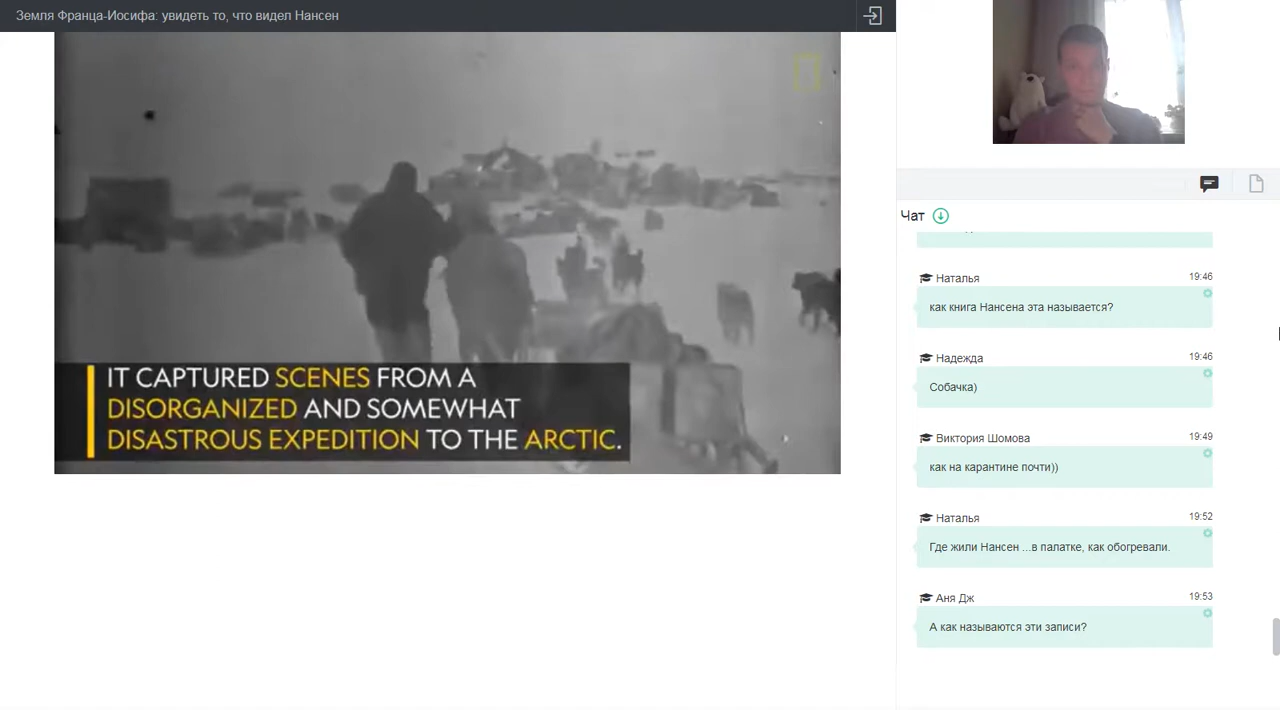 Земля Франца-Иосифа: увидеть то, что видел Нансен
IT CAPTURED SCENES FROM A
DISORGANIZED AND SOMEWHAT
DISASTROUS EXPEDITION TO THE ARCTIC.
Чат
Наталья 19:46
как книга Нансена эта называется?
Надежда 19:46
Собачка)
Виктория Шомова 19:49
как на карантине почти))
Наталья 19:52
Где жили Нансен ...в палатке, как обогревали.
Аня Дж 19:53
А как называются эти записи?